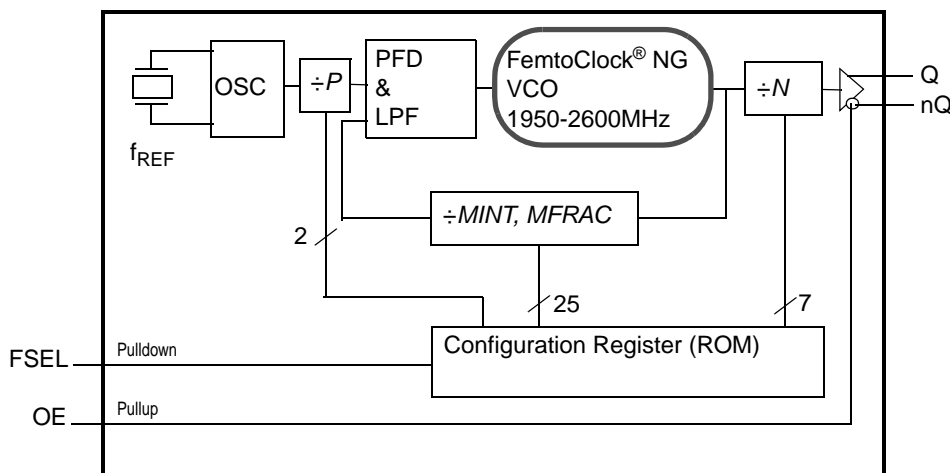 OSC
÷P
PFD
&
LPF
FemtoClock® NG
VCO
1950-2600MHz
÷N
Q
nQ
fREF
÷MINT, MFRAC
2
25
7
Configuration Register (ROM)
FSEL
Pulldown
OE
Pullup